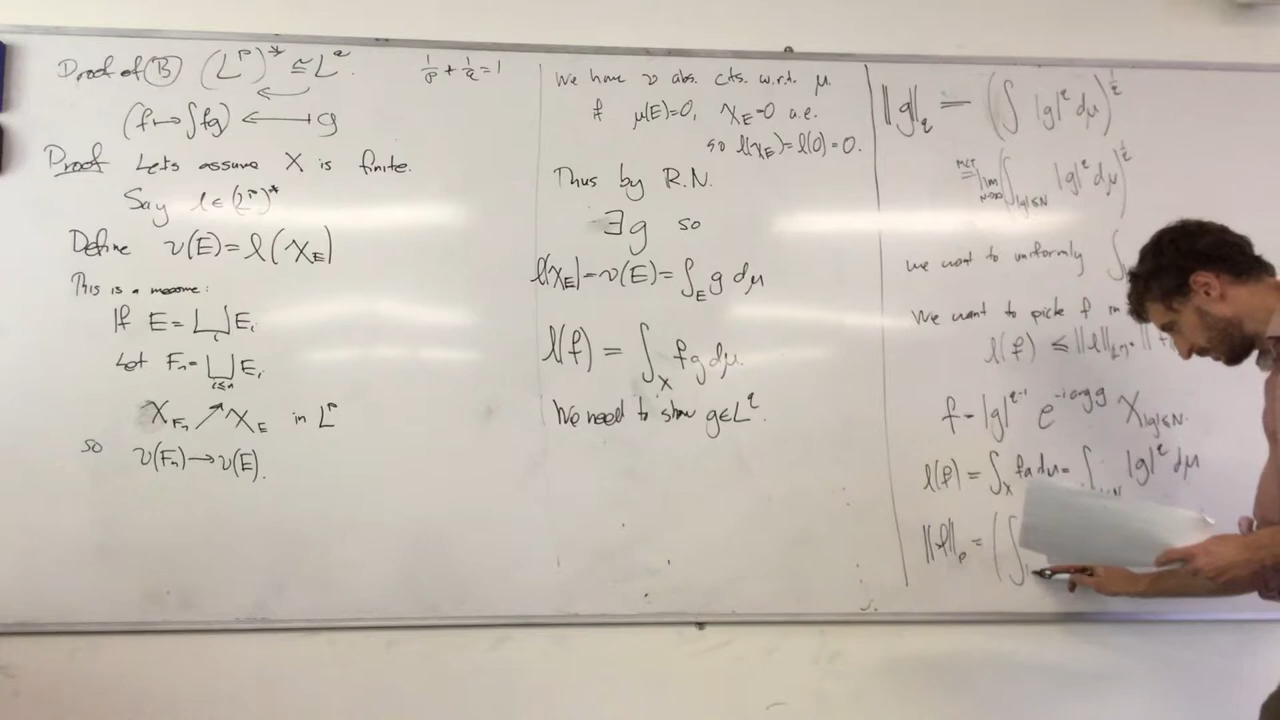 Proof of (B) (L^p)^* ≅ L^q. 1/p + 1/q = 1
←
(f ↦ ∫fg) ⟵ g
Proof Lets assume X is finite.
Say l ∈ (L^p)^*
Define ν(E) = l(χ_E)
This is a measure:
If E = ⨆_i E_i
Let F_n = ⨆_{i≤n} E_i
χ_{F_n} ↗ χ_E in L^p
so ν(F_n) → ν(E).
We have ν abs. cts. w.r.t. μ.
If μ(E)=0, χ_E=0 a.e.
so l(χ_E) = l(0) = 0.
Thus by R.N.
∃g so
l(χ_E) = ν(E) = ∫_E g dμ
l(f) = ∫_X fg dμ.
We need to show g∈L^q.
‖g‖_q = (∫ |g|^q dμ)^{1/q}
MCT = lim_{N→∞} (∫_{|g|≤N} |g|^q dμ)^{1/q}
We want to uniformly ∫
We want to pick f in
l(f) ≤ ‖l‖
f = |g|^{q-1} e^{-i arg g} χ_{|g|≤N}.
l(f) = ∫_X fg dμ = ∫ |g|^q dμ
‖f‖_p = (∫